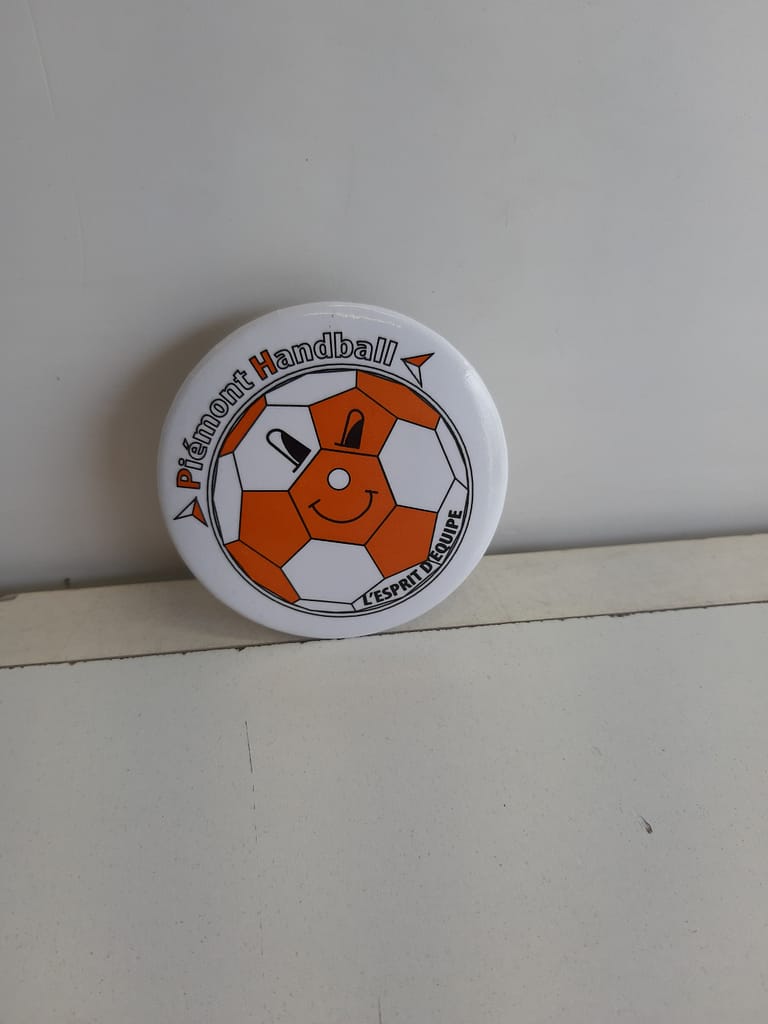 Piémont Handball
L'ESPRIT D'EQUIPE